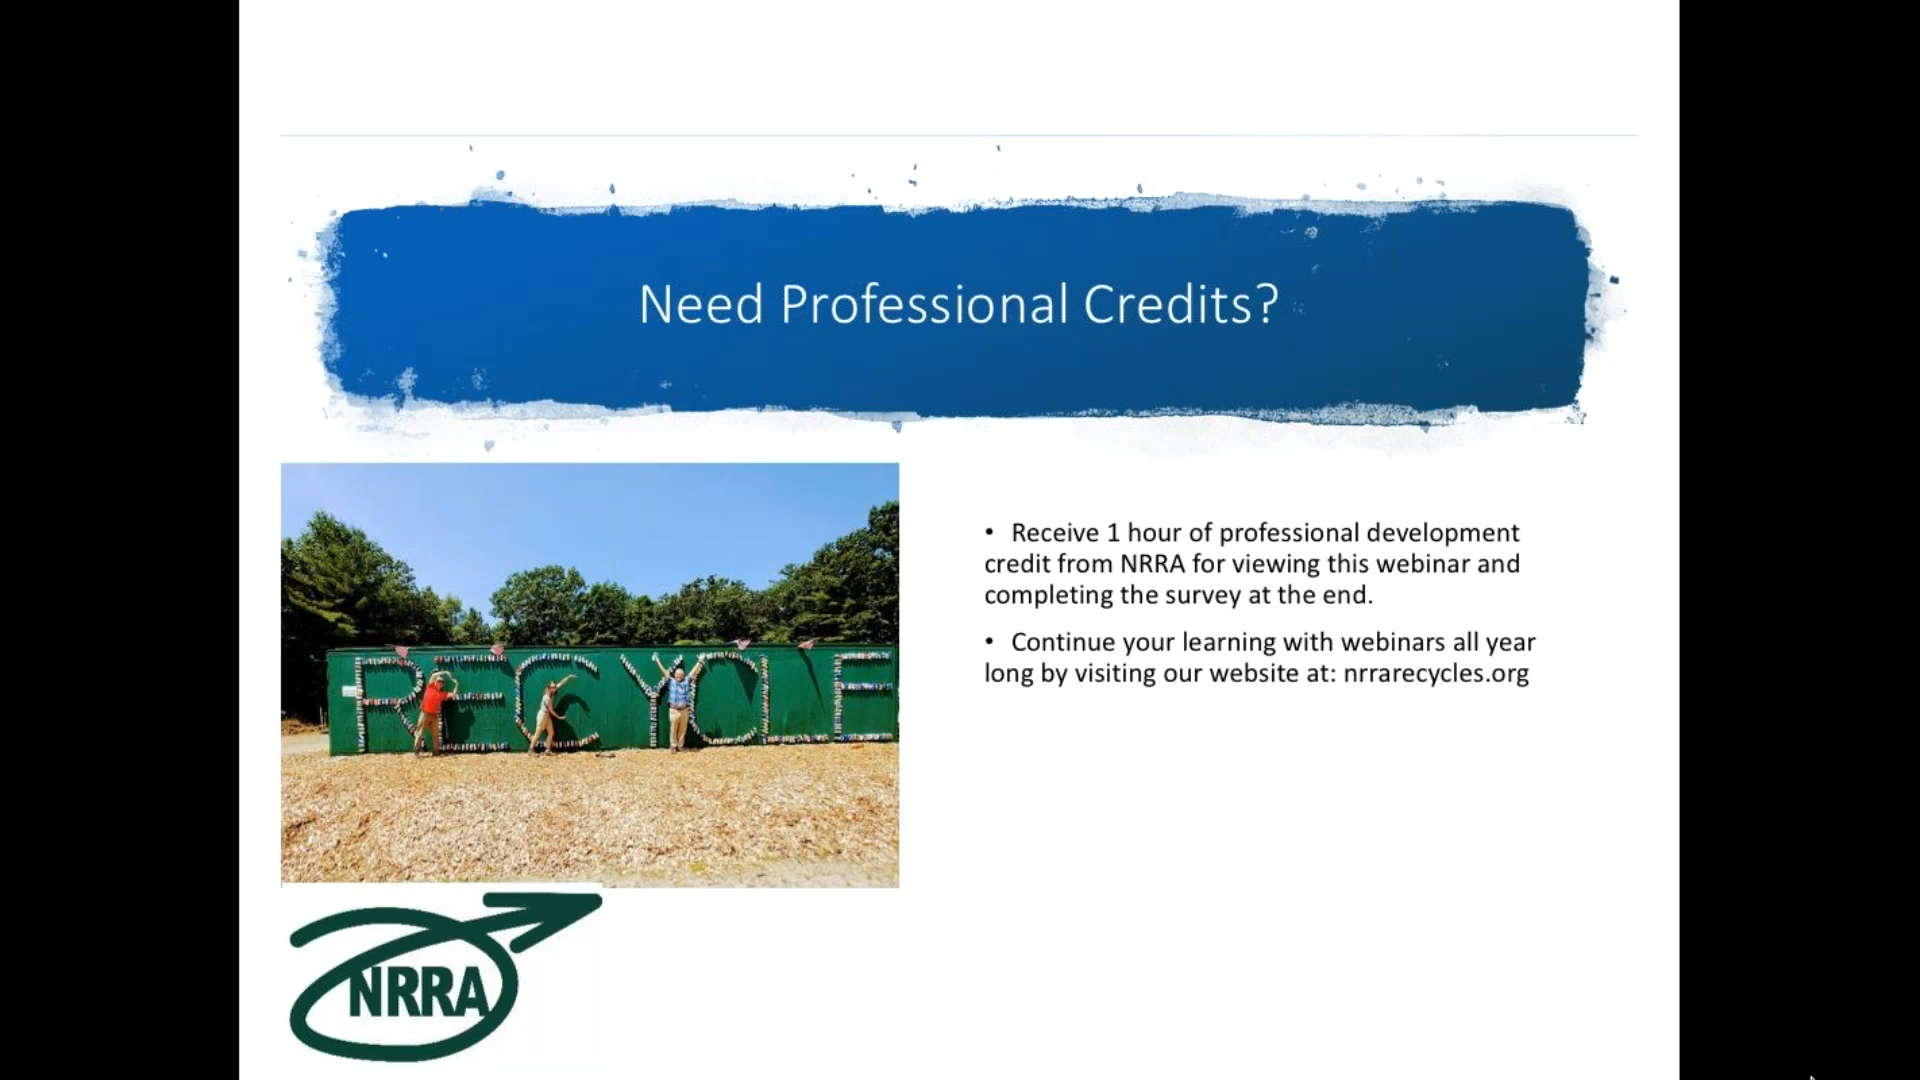 Need Professional Credits?
• Receive 1 hour of professional development
credit from NRRA for viewing this webinar and
completing the survey at the end.
• Continue your learning with webinars all year
long by visiting our website at: nrrarecycles.org
RECYCLE
NRRA